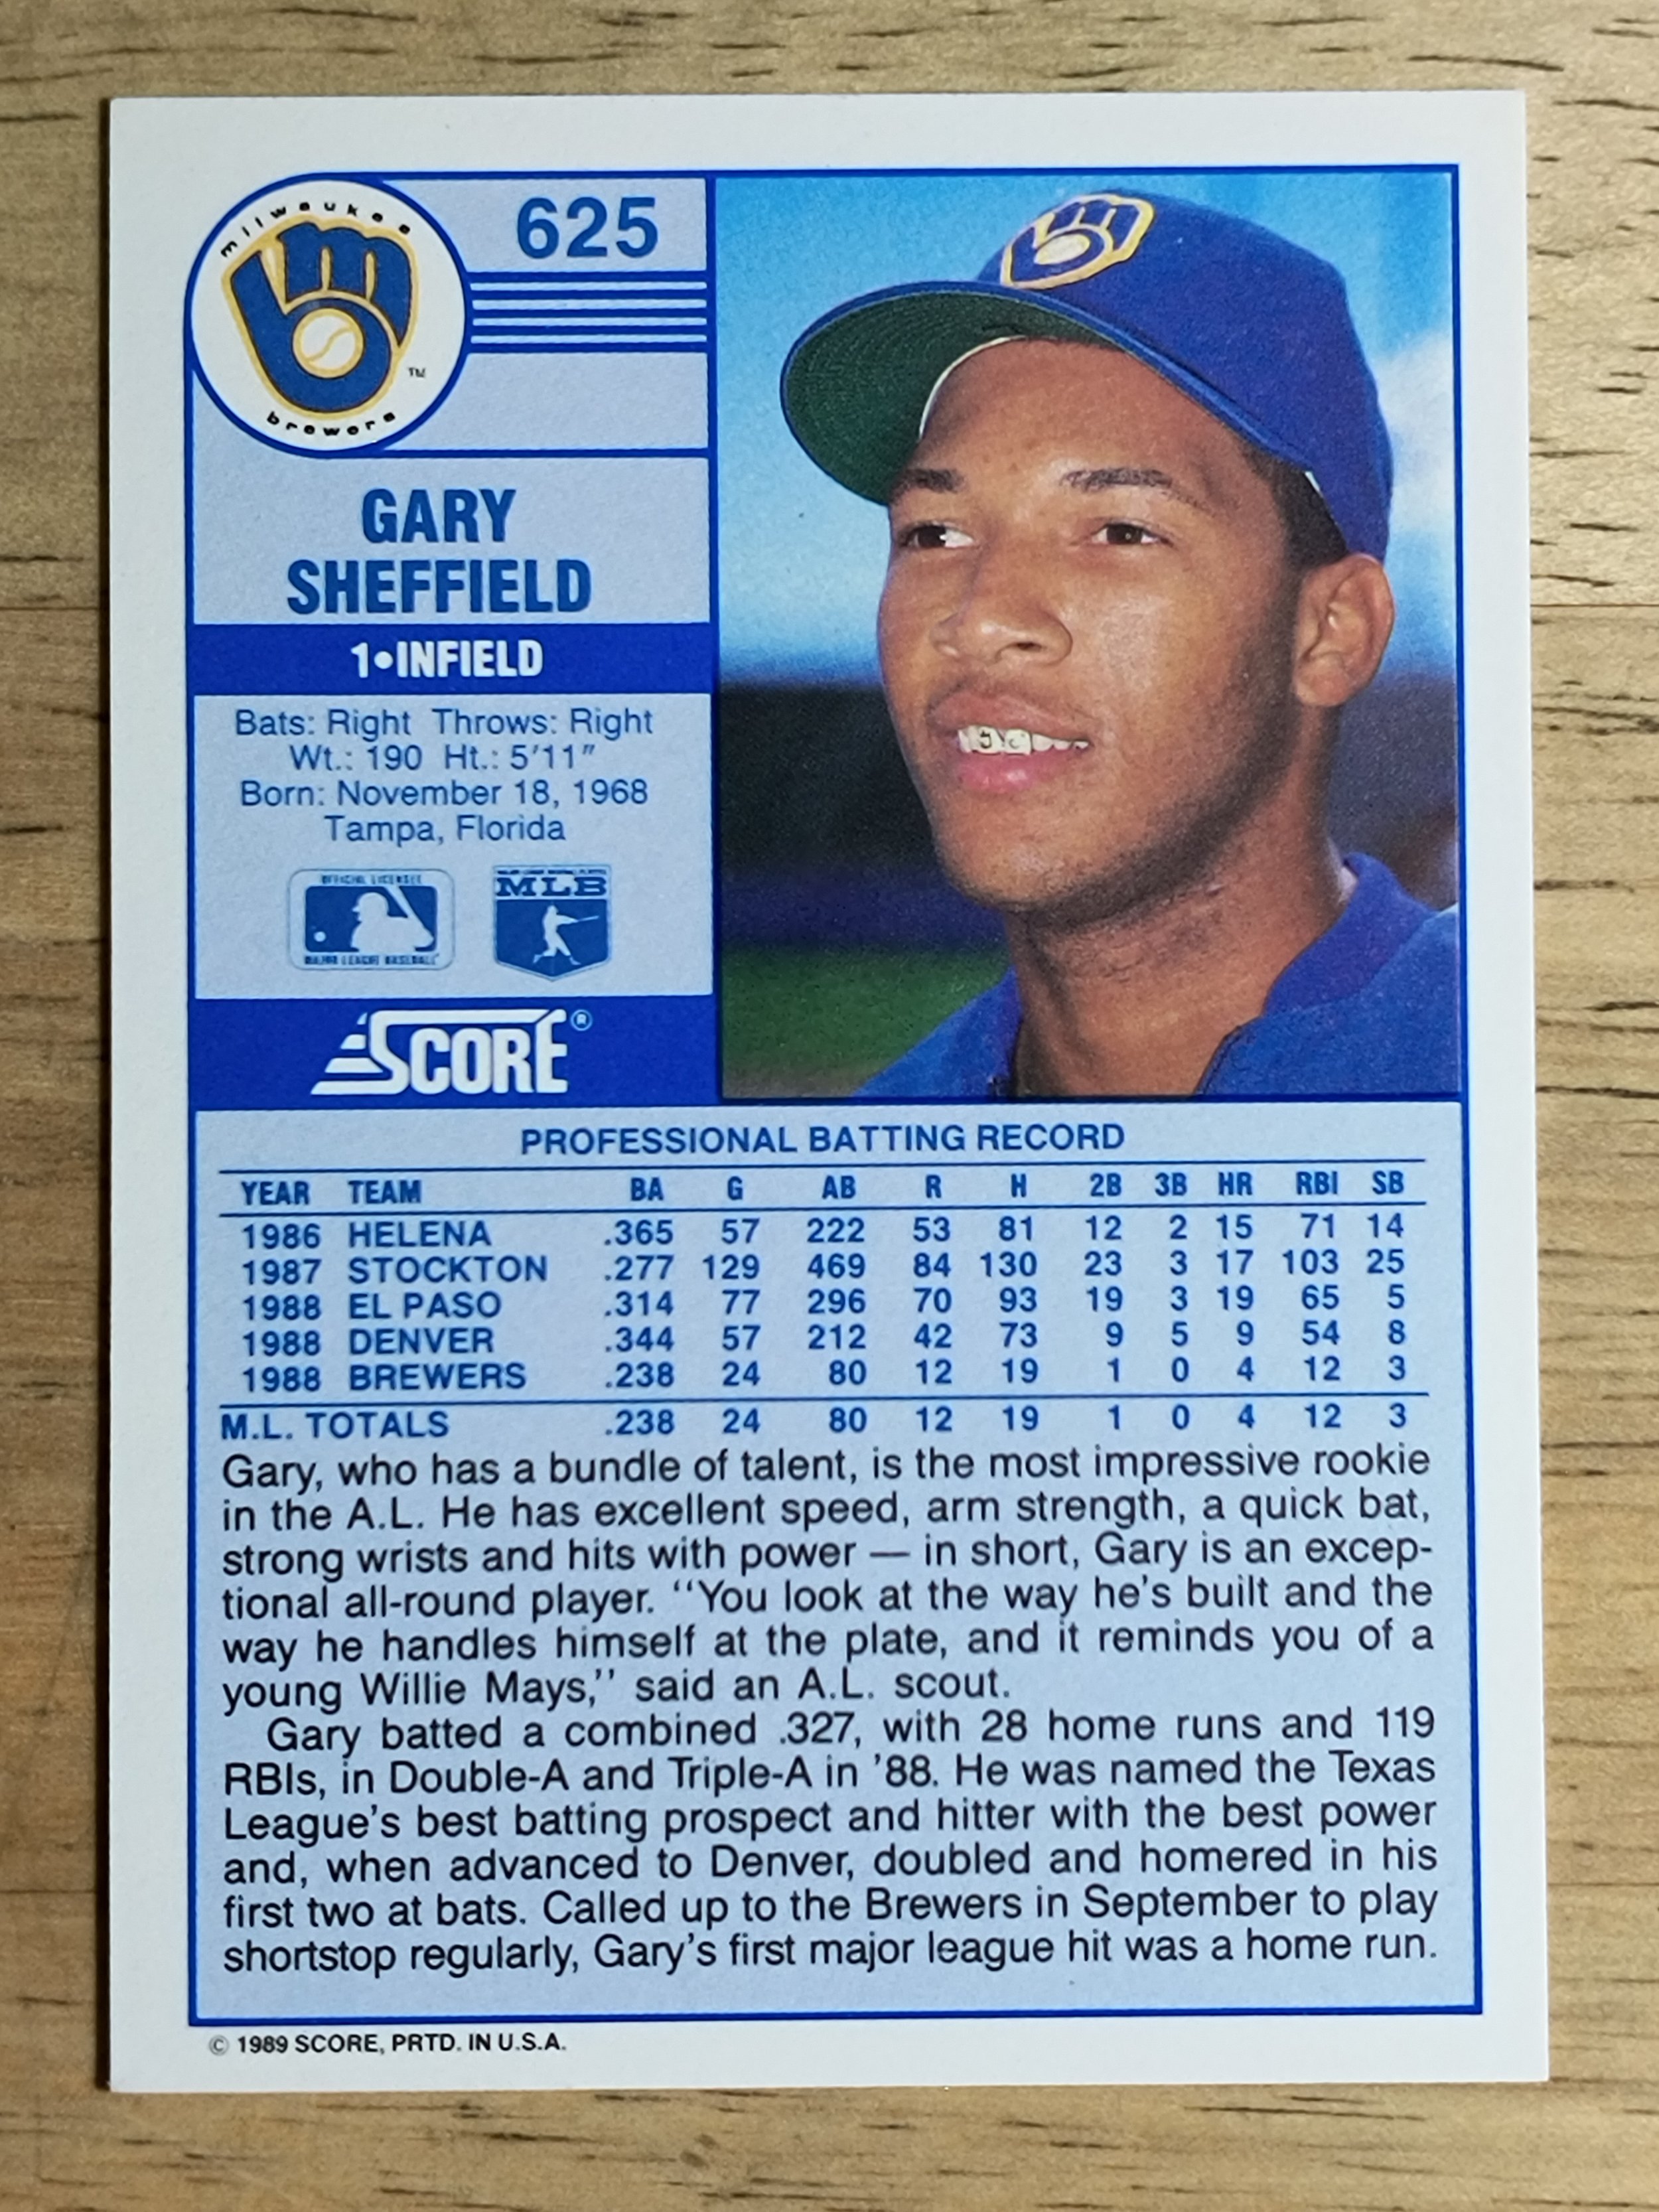 milwaukee
brewers
TM
625
GARY
SHEFFIELD
1•INFIELD
Bats: Right Throws: Right
Wt.: 190 Ht.: 5'11"
Born: November 18, 1968
Tampa, Florida
OFFICIAL LICENSEE
MAJOR LEAGUE BASEBALL
MLB
SCORE®
PROFESSIONAL BATTING RECORD
YEAR TEAM BA G AB R H 2B 3B HR RBI SB
1986 HELENA .365 57 222 53 81 12 2 15 71 14
1987 STOCKTON .277 129 469 84 130 23 3 17 103 25
1988 EL PASO .314 77 296 70 93 19 3 19 65 5
1988 DENVER .344 57 212 42 73 9 5 9 54 8
1988 BREWERS .238 24 80 12 19 1 0 4 12 3
M.L. TOTALS .238 24 80 12 19 1 0 4 12 3
Gary, who has a bundle of talent, is the most impressive rookie
in the A.L. He has excellent speed, arm strength, a quick bat,
strong wrists and hits with power — in short, Gary is an excep-
tional all-round player. ‘‘You look at the way he's built and the
way he handles himself at the plate, and it reminds you of a
young Willie Mays,’’ said an A.L. scout.
Gary batted a combined .327, with 28 home runs and 119
RBIs, in Double-A and Triple-A in '88. He was named the Texas
League's best batting prospect and hitter with the best power
and, when advanced to Denver, doubled and homered in his
first two at bats. Called up to the Brewers in September to play
shortstop regularly, Gary's first major league hit was a home run.
© 1989 SCORE, PRTD. IN U.S.A.